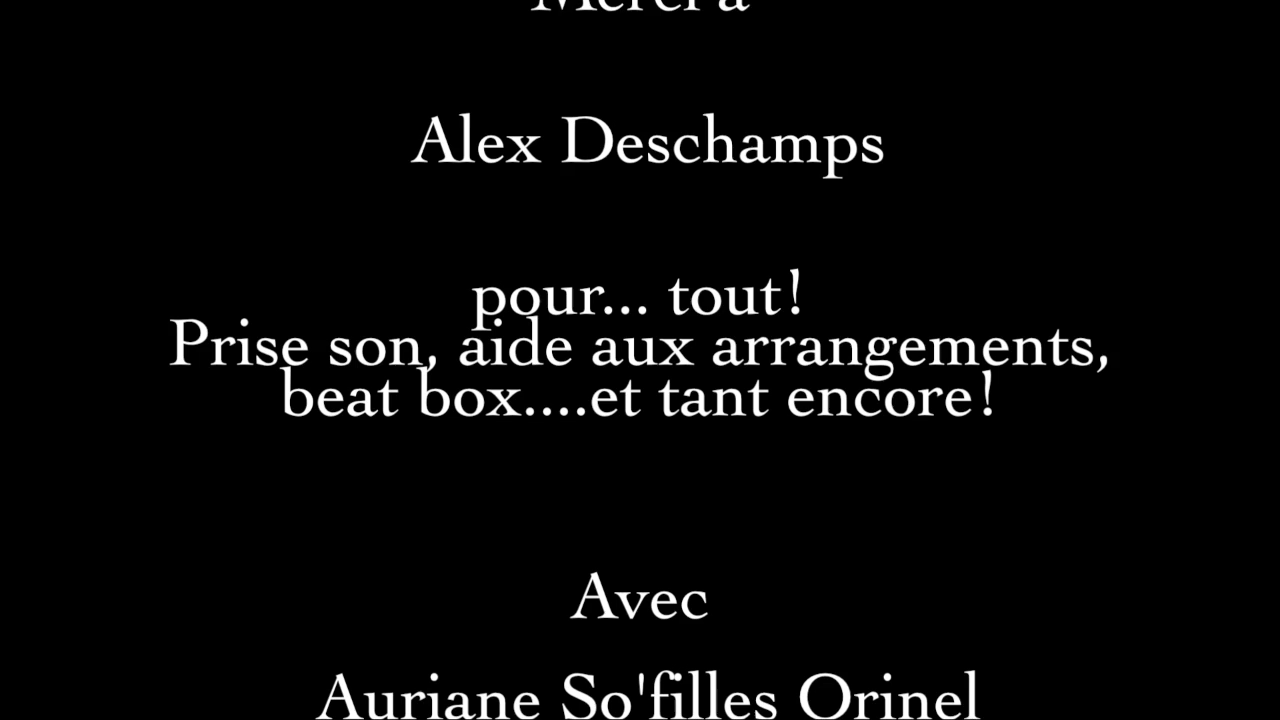 Merci à
Alex Deschamps
pour... tout!
Prise son, aide aux arrangements,
beat box....et tant encore!
Avec
Auriane So'filles Orinel